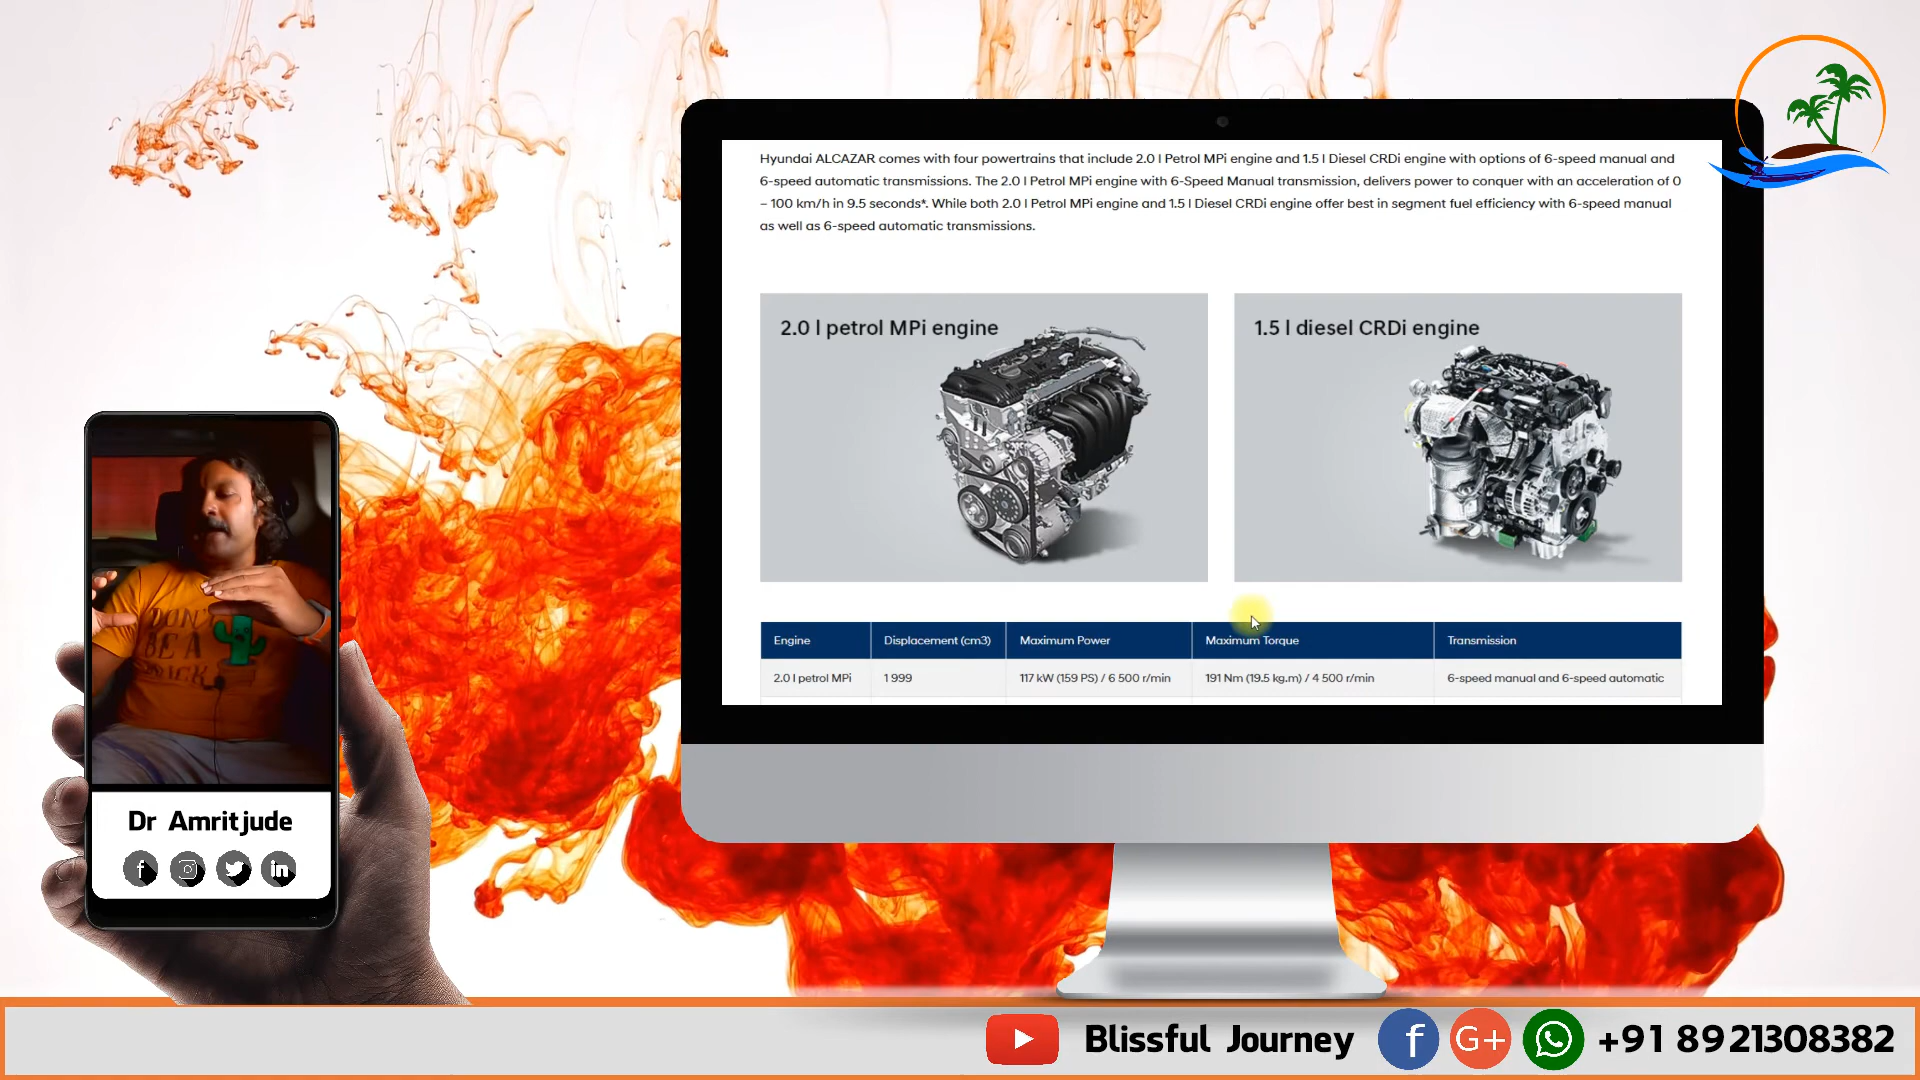 Hyundai ALCAZAR comes with four powertrains that include 2.0 l Petrol MPi engine and 1.5 l Diesel CRDi engine with options of 6-speed manual and
6-speed automatic transmissions. The 2.0 l Petrol MPi engine with 6-Speed Manual transmission, delivers power to conquer with an acceleration of 0
– 100 km/h in 9.5 seconds*. While both 2.0 l Petrol MPi engine and 1.5 l Diesel CRDi engine offer best in segment fuel efficiency with 6-speed manual
as well as 6-speed automatic transmissions.
2.0 l petrol MPi engine
1.5 l diesel CRDi engine
Engine Displacement (cm3) Maximum Power Maximum Torque Transmission
2.0 l petrol MPi 1 999 117 kW (159 PS) / 6 500 r/min 191 Nm (19.5 kg.m) / 4 500 r/min 6-speed manual and 6-speed automatic
DON'T
BE A
Dr Amritjude
f in
Blissful Journey f G+ +91 8921308382